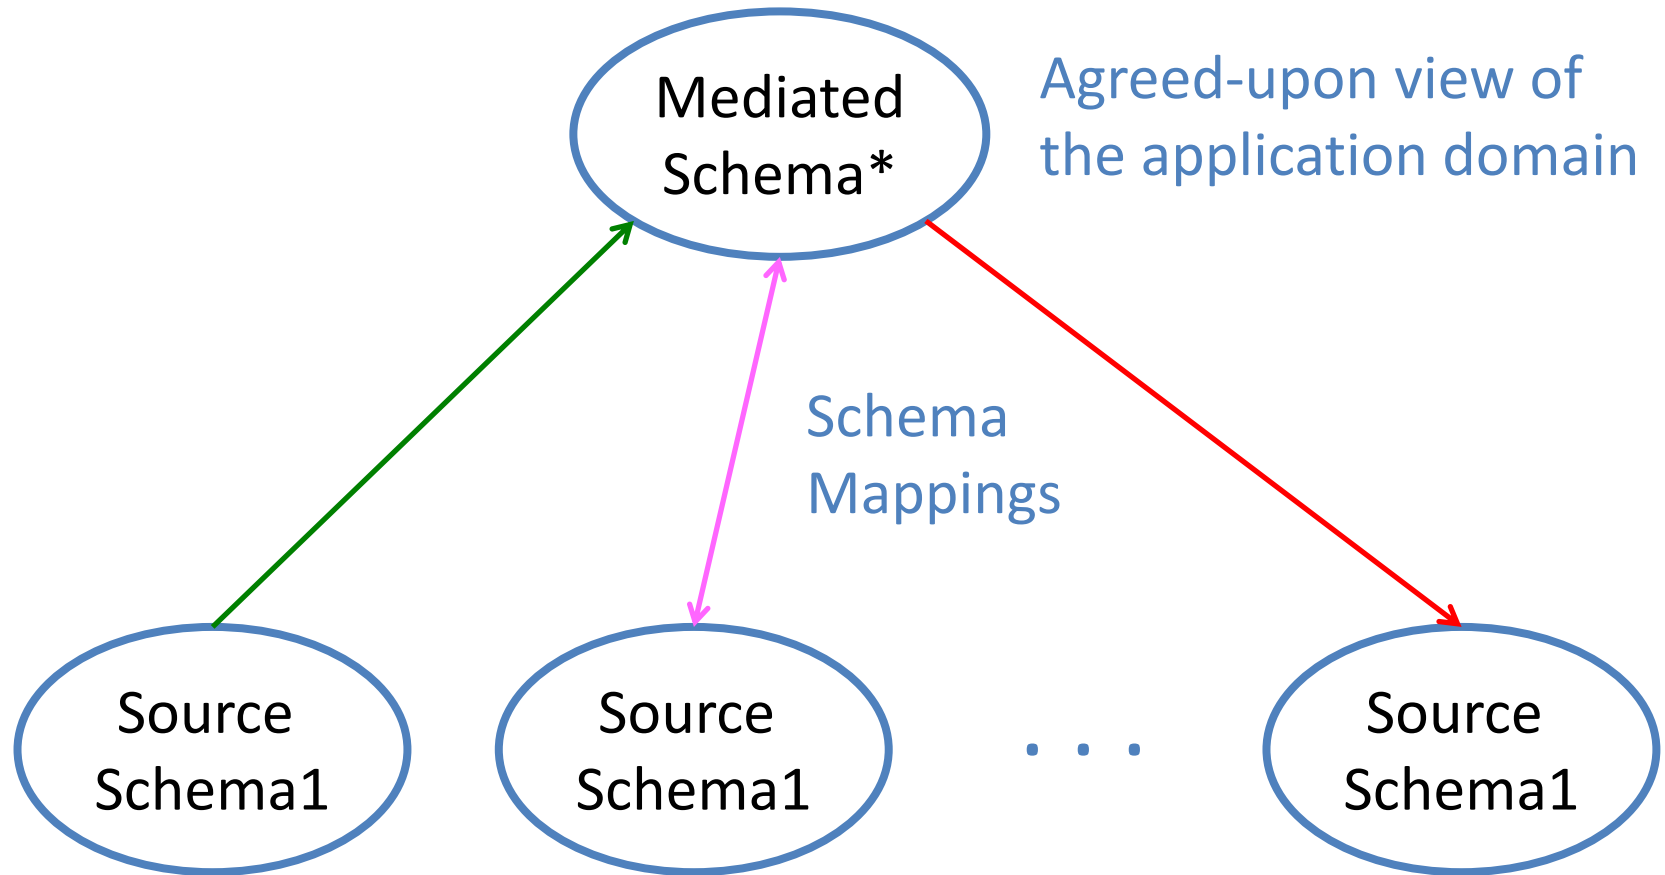 Mediated
Schema*
Agreed-upon view of
the application domain
Schema
Mappings
Source
Schema1
Source
Schema1
. . .
Source
Schema1